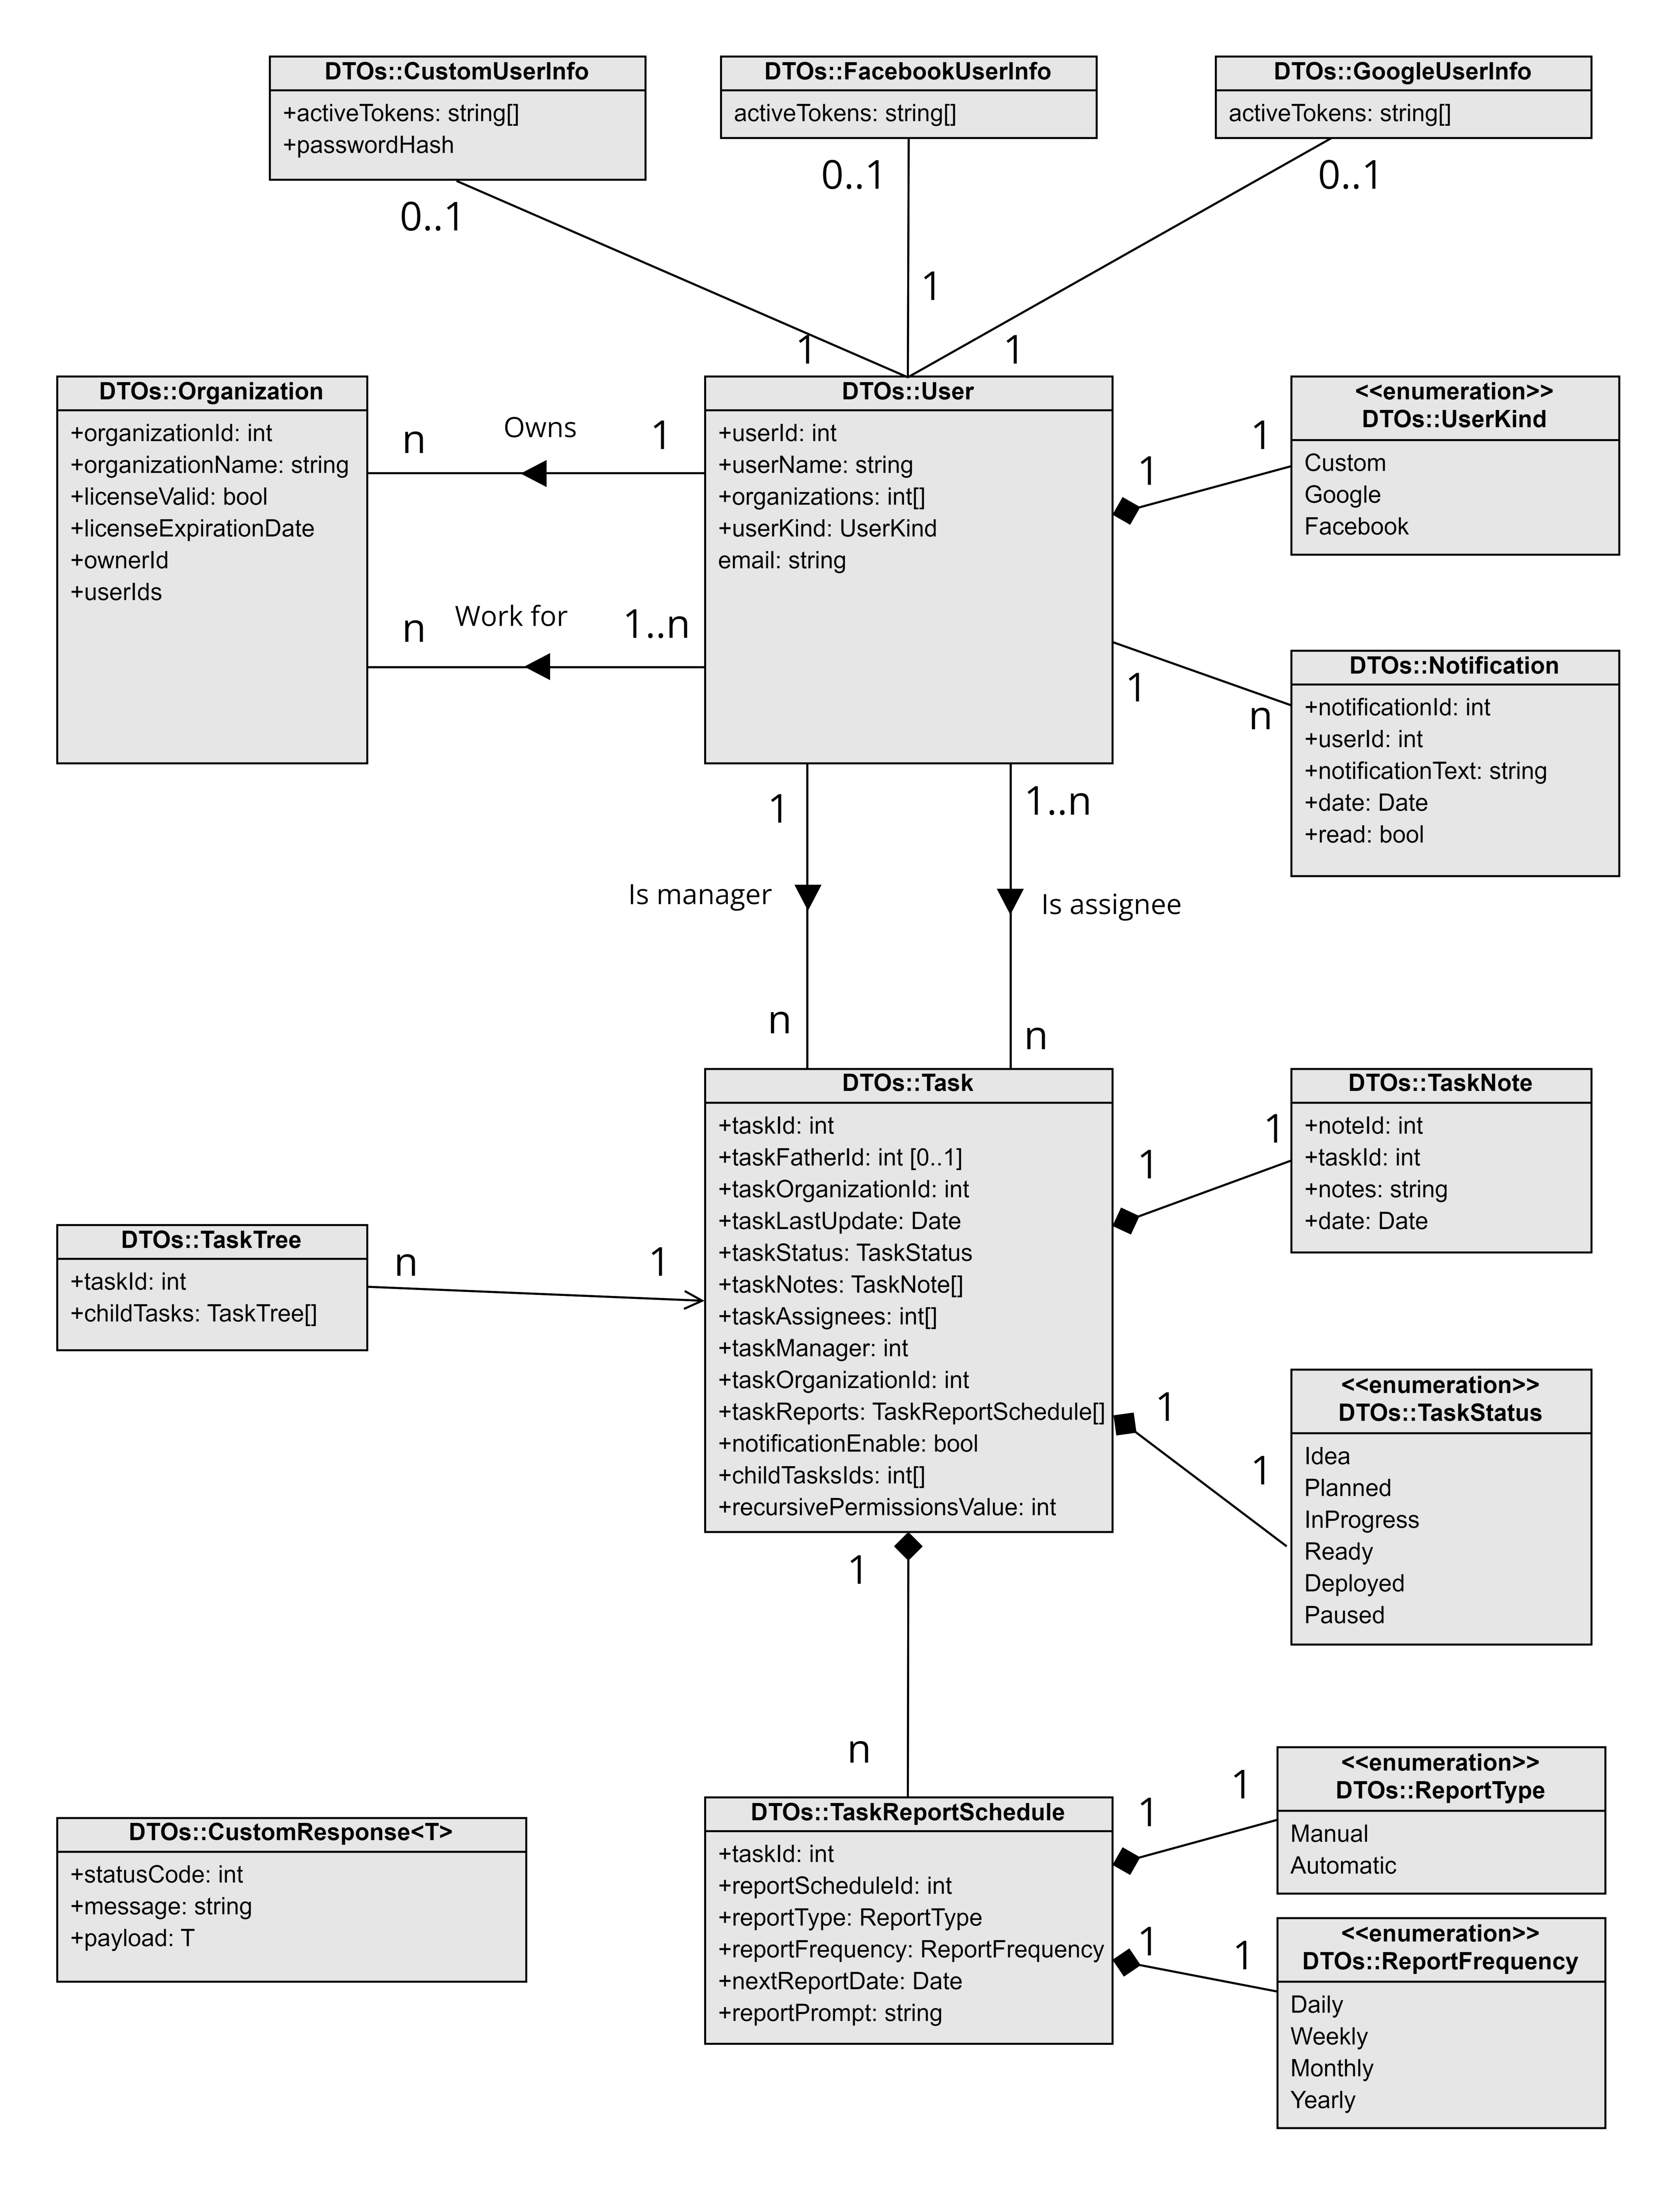 DTOs::CustomUserInfo
+activeTokens: string[]
+passwordHash
0..1
DTOs::FacebookUserInfo
activeTokens: string[]
0..1
DTOs::GoogleUserInfo
activeTokens: string[]
0..1
1
1
1
DTOs::Organization
+organizationId: int
+organizationName: string
+licenseValid: bool
+licenseExpirationDate
+ownerId
+userIds
n
Owns
1
n
Work for
1..n
DTOs::User
+userId: int
+userName: string
+organizations: int[]
+userKind: UserKind
email: string
1
1
<<enumeration>>
DTOs::UserKind
Custom
Google
Facebook
1
n
DTOs::Notification
+notificationId: int
+userId: int
+notificationText: string
+date: Date
+read: bool
1
Is manager
n
1..n
Is assignee
n
DTOs::TaskTree
+taskId: int
+childTasks: TaskTree[]
n
1
DTOs::Task
+taskId: int
+taskFatherId: int [0..1]
+taskOrganizationId: int
+taskLastUpdate: Date
+taskStatus: TaskStatus
+taskNotes: TaskNote[]
+taskAssignees: int[]
+taskManager: int
+taskOrganizationId: int
+taskReports: TaskReportSchedule[]
+notificationEnable: bool
+childTasksIds: int[]
+recursivePermissionsValue: int
1
1
DTOs::TaskNote
+noteId: int
+taskId: int
+notes: string
+date: Date
1
1
<<enumeration>>
DTOs::TaskStatus
Idea
Planned
InProgress
Ready
Deployed
Paused
1
n
DTOs::CustomResponse<T>
+statusCode: int
+message: string
+payload: T
DTOs::TaskReportSchedule
+taskId: int
+reportScheduleId: int
+reportType: ReportType
+reportFrequency: ReportFrequency
+nextReportDate: Date
+reportPrompt: string
1
1
<<enumeration>>
DTOs::ReportType
Manual
Automatic
1
1
<<enumeration>>
DTOs::ReportFrequency
Daily
Weekly
Monthly
Yearly